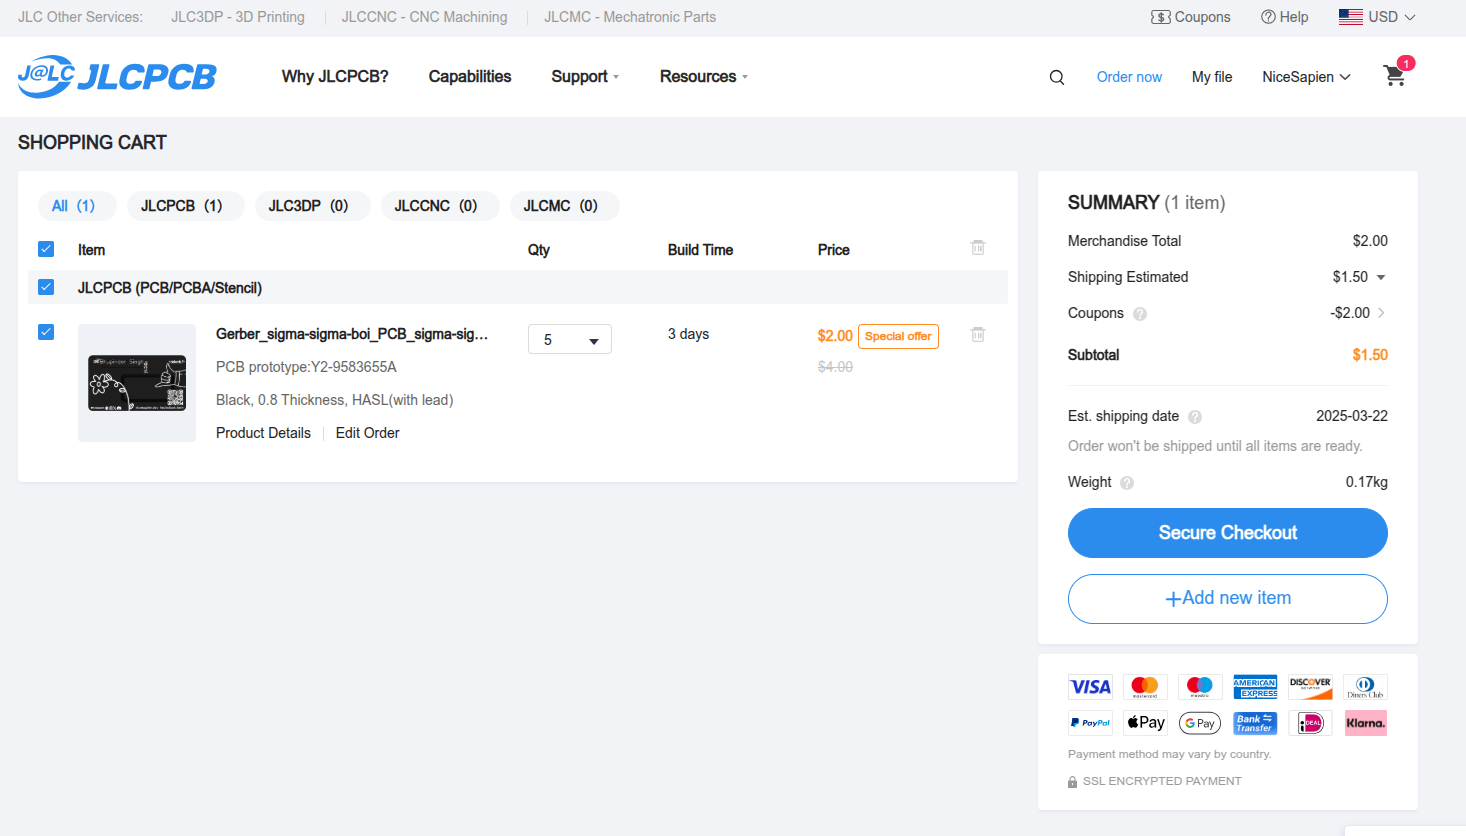 JLC Other Services: JLC3DP - 3D Printing JLCCNC - CNC Machining JLCMC - Mechatronic Parts Coupons Help USD
J@LC JLCPCB Why JLCPCB? Capabilities Support Resources Order now My file NiceSapien 1
SHOPPING CART
All (1) JLCPCB (1) JLC3DP (0) JLCCNC (0) JLCMC (0)
Item Qty Build Time Price
JLCPCB (PCB/PCBA/Stencil)
Gerber_sigma-sigma-boi_PCB_sigma-sig... 5 3 days $2.00 Special offer
PCB prototype:Y2-9583655A $4.00
Black, 0.8 Thickness, HASL(with lead)
Product Details Edit Order
SUMMARY (1 item)
Merchandise Total $2.00
Shipping Estimated $1.50
Coupons ? -$2.00
Subtotal $1.50
Est. shipping date ? 2025-03-22
Order won't be shipped until all items are ready.
Weight ? 0.17kg
Secure Checkout
+Add new item
VISA mastercard maestro AMERICAN EXPRESS DISCOVER NETWORK Diners Club
PayPal Pay G Pay Bank Transfer iDEAL Klarna.
Payment method may vary by country.
SSL ENCRYPTED PAYMENT